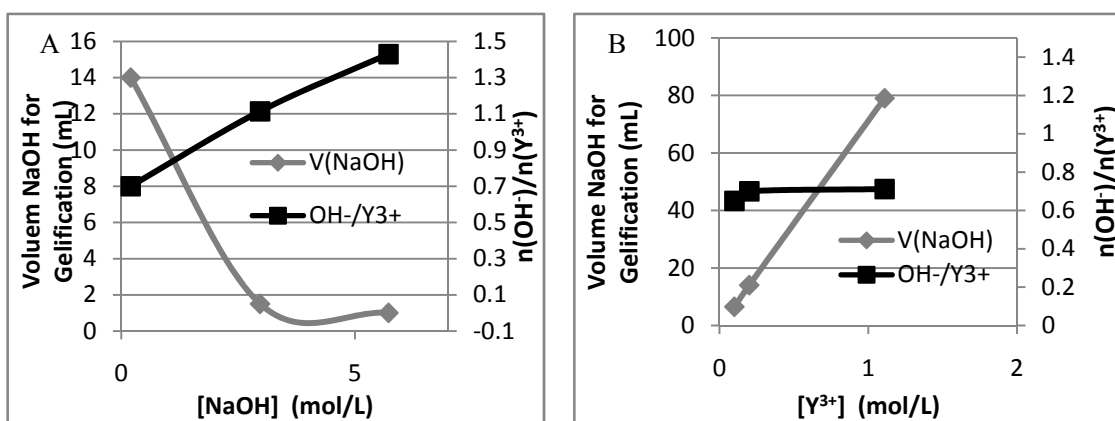 A
16
14
12
10
8
6
4
2
0
Voluem NaOH for
Gelification (mL)
1.5
1.3
1.1
0.9
0.7
0.5
0.3
0.1
-0.1
n(OH⁻)/n(Y³⁺)
V(NaOH)
OH-/Y3+
0
5
[NaOH] (mol/L)
B
100
80
60
40
20
0
Volume NaOH for
Gelification (mL)
1.4
1.2
1
0.8
0.6
0.4
0.2
0
n(OH⁻)/n(Y³⁺)
V(NaOH)
OH-/Y3+
0
1
2
[Y³⁺] (mol/L)